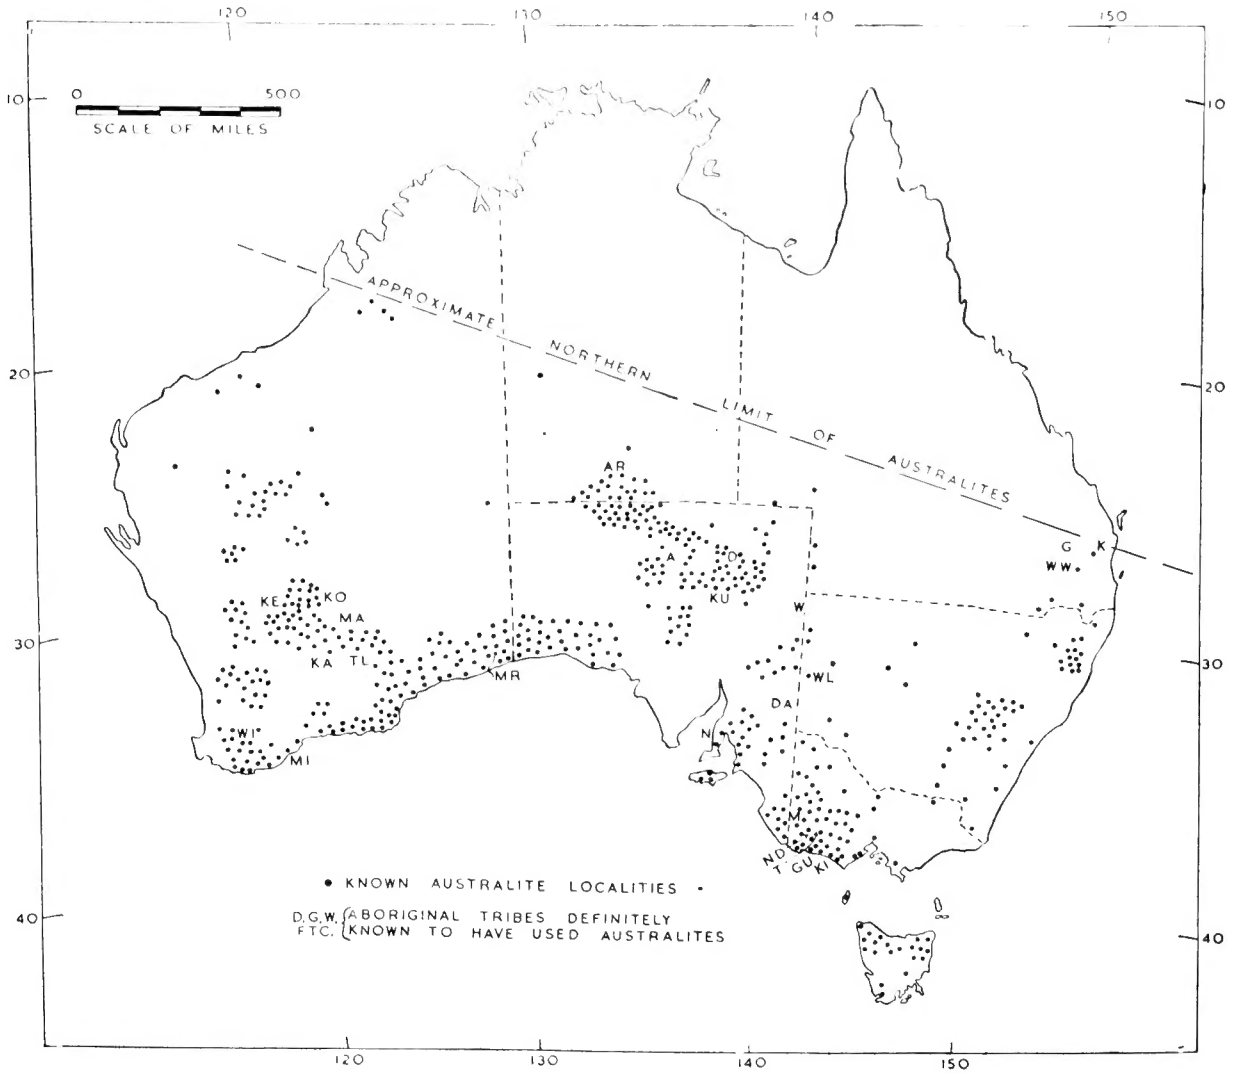 120 130 140 150
0 500
SCALE OF MILES
10 10
APPROXIMATE NORTHERN LIMIT OF AUSTRALITES
20 20
AR
G K
WW
A D
KU
KE KO
W
MA
KA TL
30 30
MR
WL
DA
N
WI
MI
M
ND
T. GU KI
• KNOWN AUSTRALITE LOCALITIES •
D,G,W, { ABORIGINAL TRIBES DEFINITELY
ETC. { KNOWN TO HAVE USED AUSTRALITES
40 40
120 130 140 150